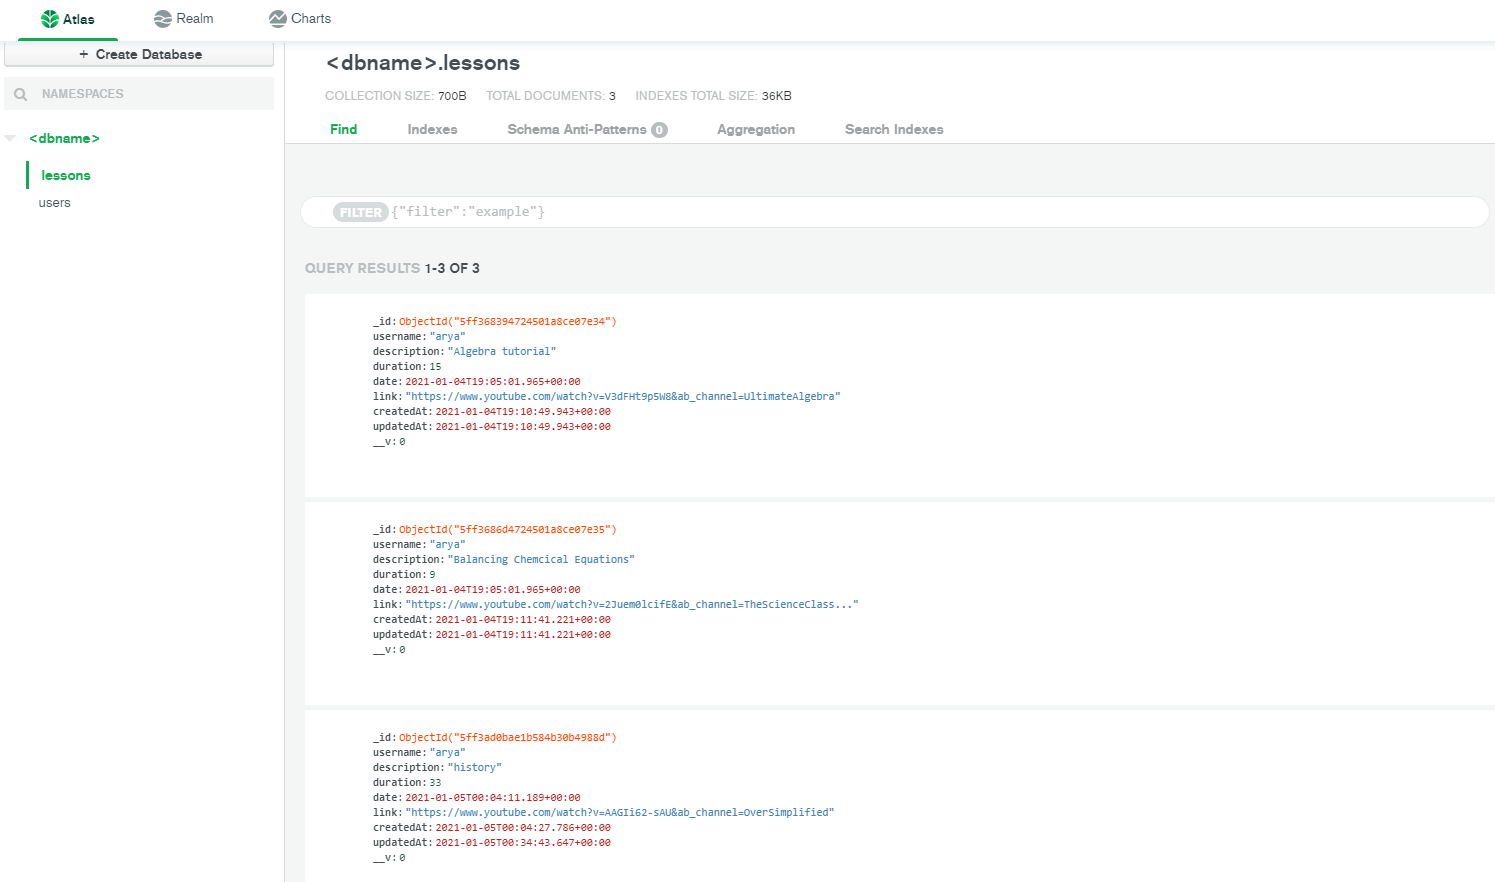 Atlas Realm Charts
+ Create Database
NAMESPACES
<dbname>
lessons
users
<dbname>.lessons
COLLECTION SIZE: 700B TOTAL DOCUMENTS: 3 INDEXES TOTAL SIZE: 36KB
Find Indexes Schema Anti-Patterns 0 Aggregation Search Indexes
FILTER {"filter":"example"}
QUERY RESULTS 1-3 OF 3
_id: ObjectId("5ff368394724501a8ce07e34")
username: "arya"
description: "Algebra tutorial"
duration: 15
date: 2021-01-04T19:05:01.965+00:00
link: "https://www.youtube.com/watch?v=V3dFHt9p5W8&ab_channel=UltimateAlgebra"
createdAt: 2021-01-04T19:10:49.943+00:00
updatedAt: 2021-01-04T19:10:49.943+00:00
__v: 0
_id: ObjectId("5ff3686d4724501a8ce07e35")
username: "arya"
description: "Balancing Chemcical Equations"
duration: 9
date: 2021-01-04T19:05:01.965+00:00
link: "https://www.youtube.com/watch?v=2Juem0lcifE&ab_channel=TheScienceClass..."
createdAt: 2021-01-04T19:11:41.221+00:00
updatedAt: 2021-01-04T19:11:41.221+00:00
__v: 0
_id: ObjectId("5ff3ad0bae1b584b30b4988d")
username: "arya"
description: "history"
duration: 33
date: 2021-01-05T00:04:11.189+00:00
link: "https://www.youtube.com/watch?v=AAGIi62-sAU&ab_channel=OverSimplified"
createdAt: 2021-01-05T00:04:27.786+00:00
updatedAt: 2021-01-05T00:34:43.647+00:00
__v: 0